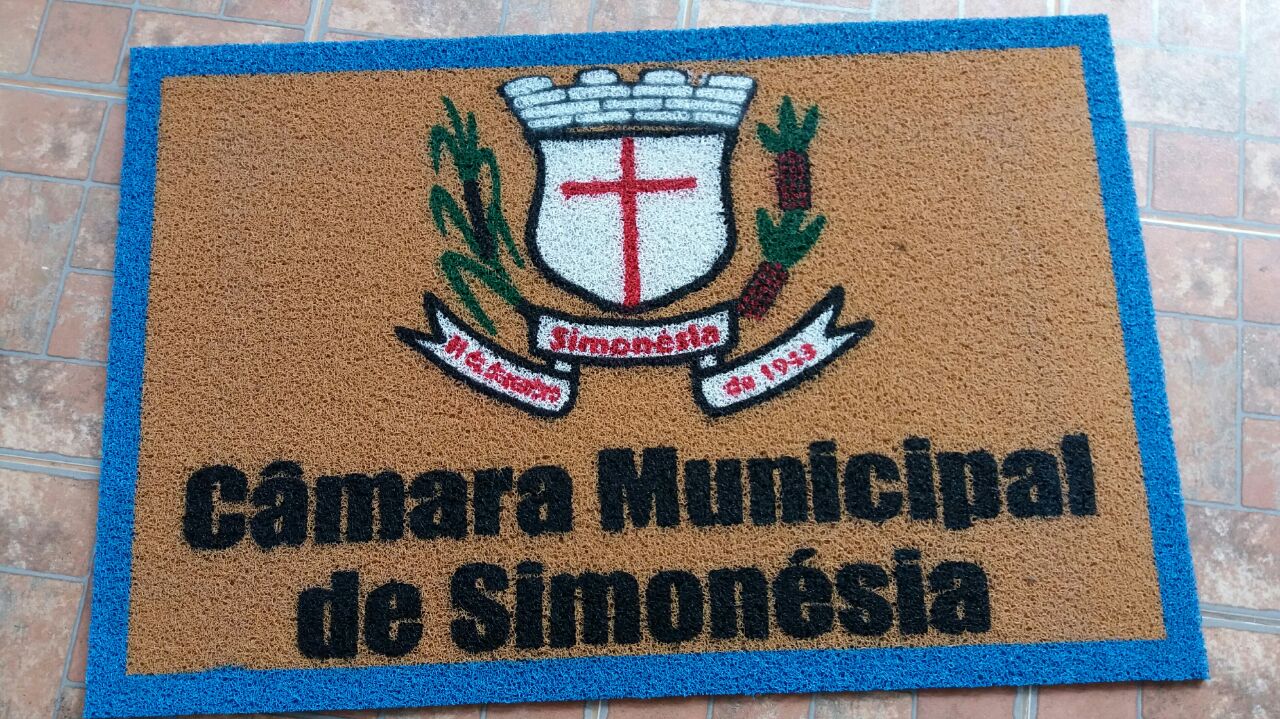 Simonésia
de 1933
Câmara Municipal
de Simonésia